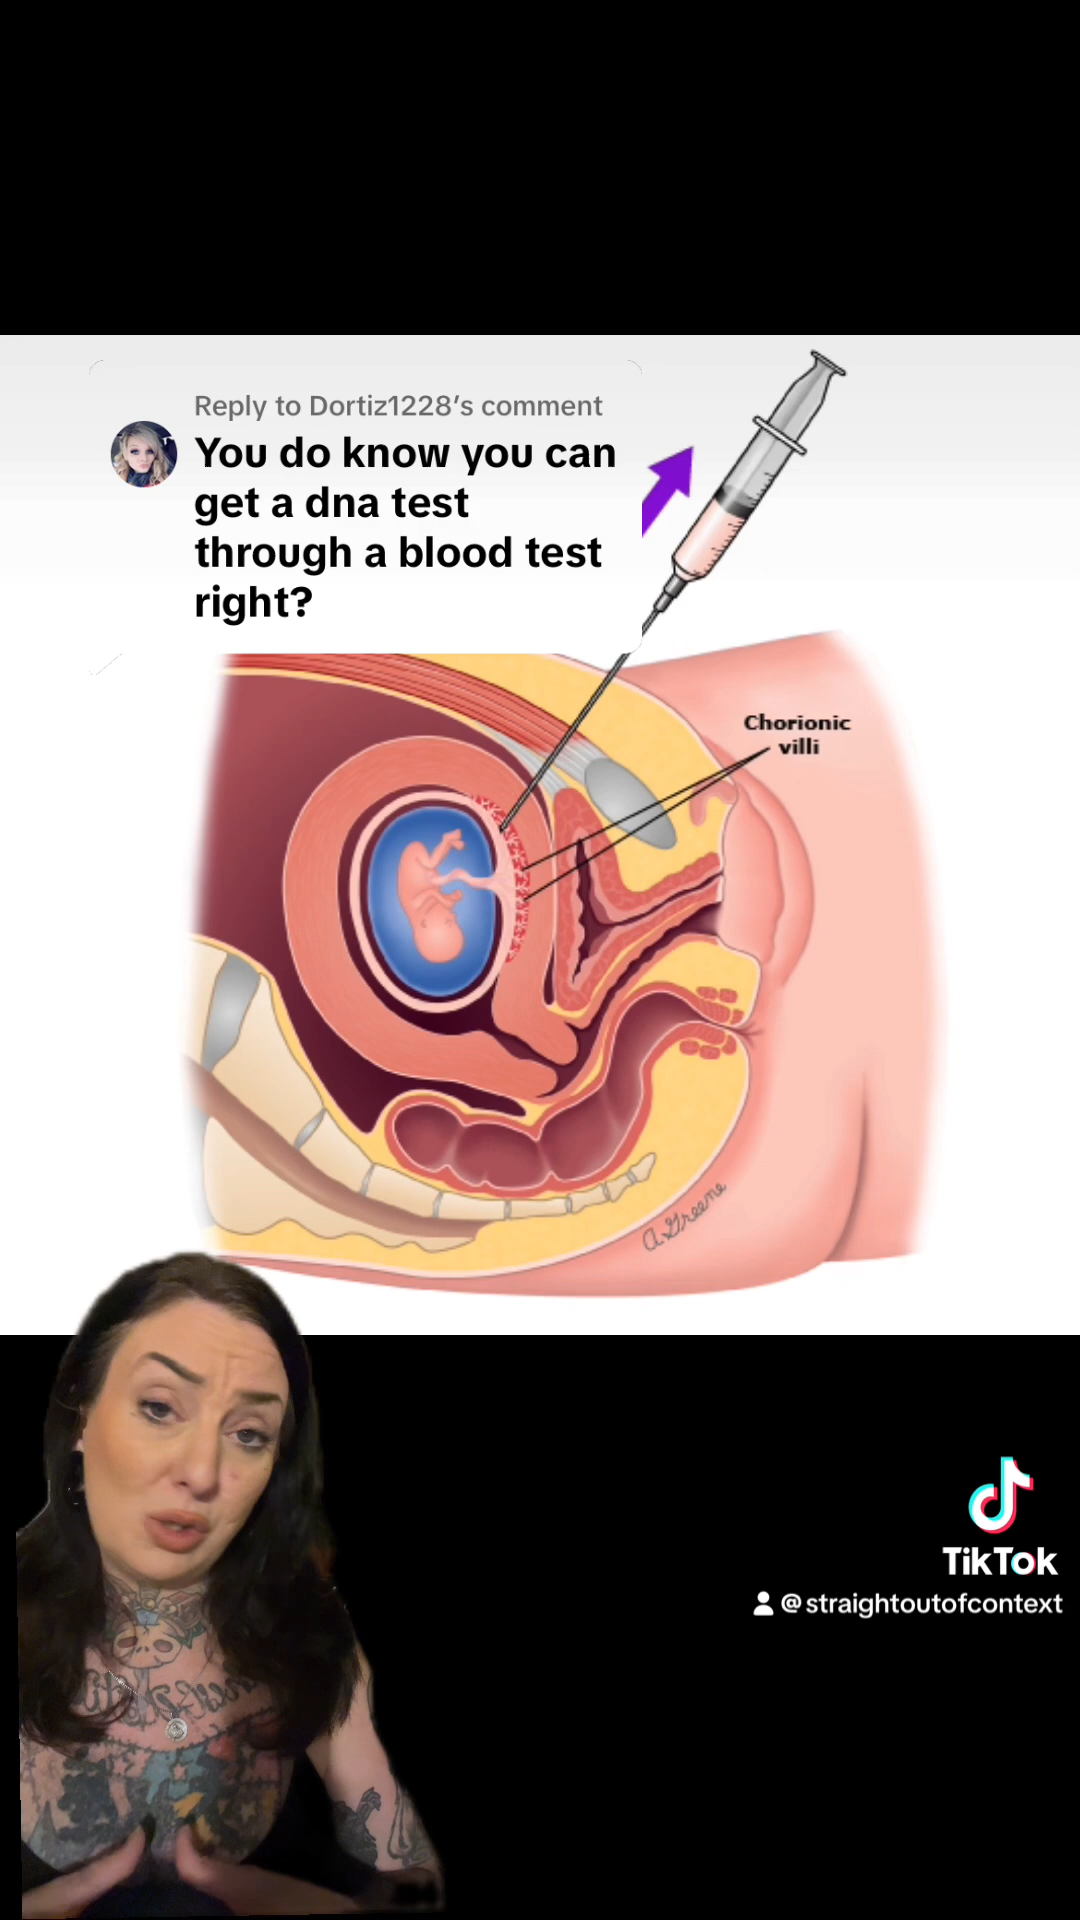 Reply to Dortiz1228's comment
You do know you can
get a dna test
through a blood test
right?
Chorionic
villi
A. Greene
TikTok
@straightoutofcontext